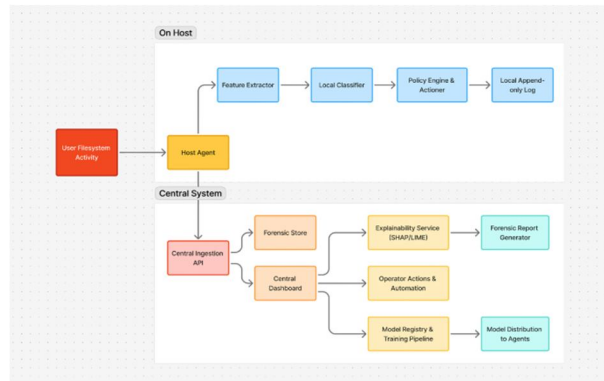 On Host
Feature Extractor
Local Classifier
Policy Engine &
Actioner
Local Append-
only Log
User Filesystem
Activity
Host Agent
Central System
Central Ingestion
API
Forensic Store
Central
Dashboard
Explainability Service
(SHAP/LIME)
Forensic Report
Generator
Operator Actions &
Automation
Model Registry &
Training Pipeline
Model Distribution
to Agents